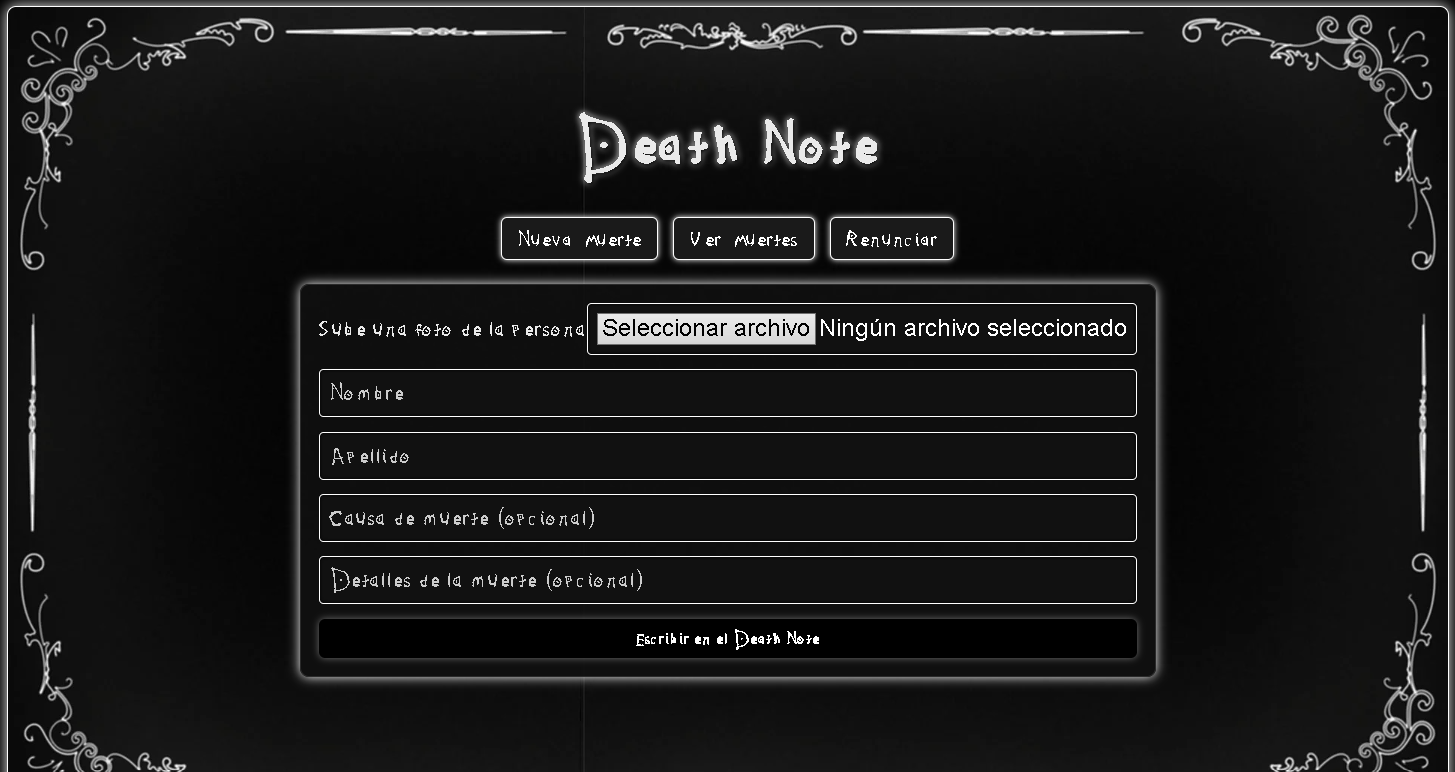 Death Note
Nueva muerte Ver muertes Renunciar
Sube una foto de la persona Seleccionar archivo Ningún archivo seleccionado
Nombre
Apellido
Causa de muerte (opcional)
Detalles de la muerte (opcional)
Escribir en el Death Note